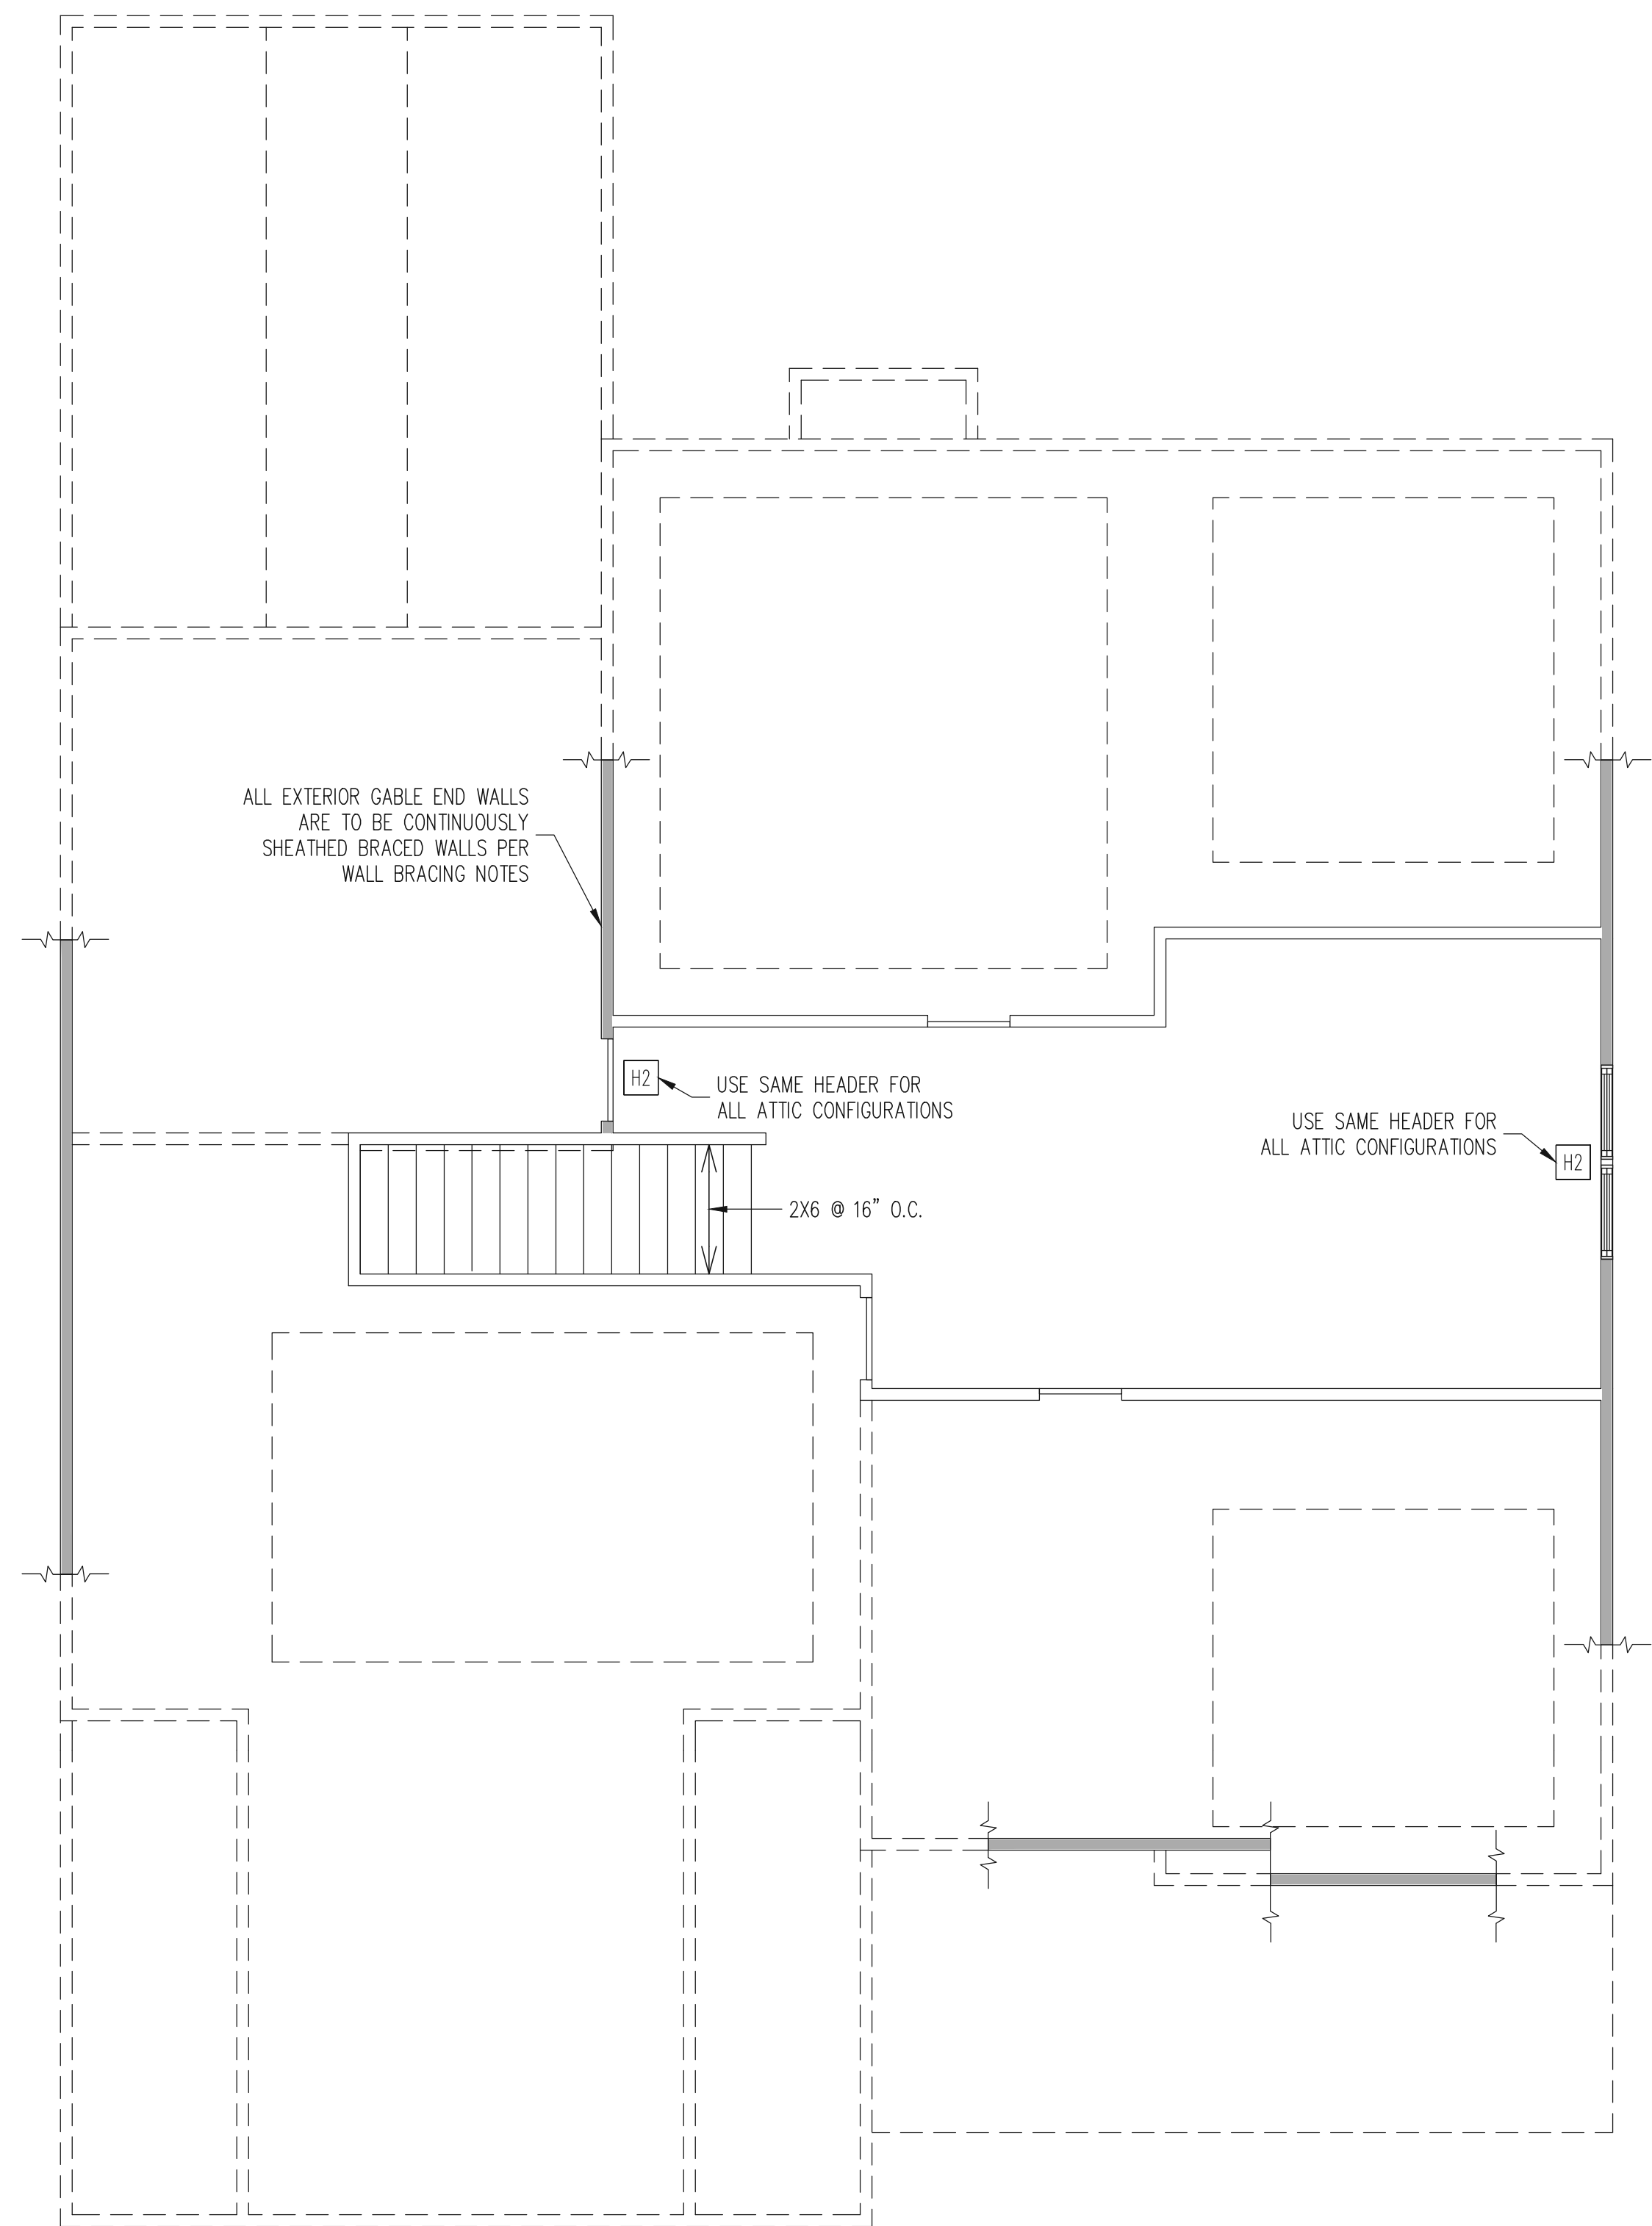 ALL EXTERIOR GABLE END WALLS
ARE TO BE CONTINUOUSLY
SHEATHED BRACED WALLS PER
WALL BRACING NOTES
H2
USE SAME HEADER FOR
ALL ATTIC CONFIGURATIONS
USE SAME HEADER FOR
ALL ATTIC CONFIGURATIONS
H2
2X6 @ 16" O.C.